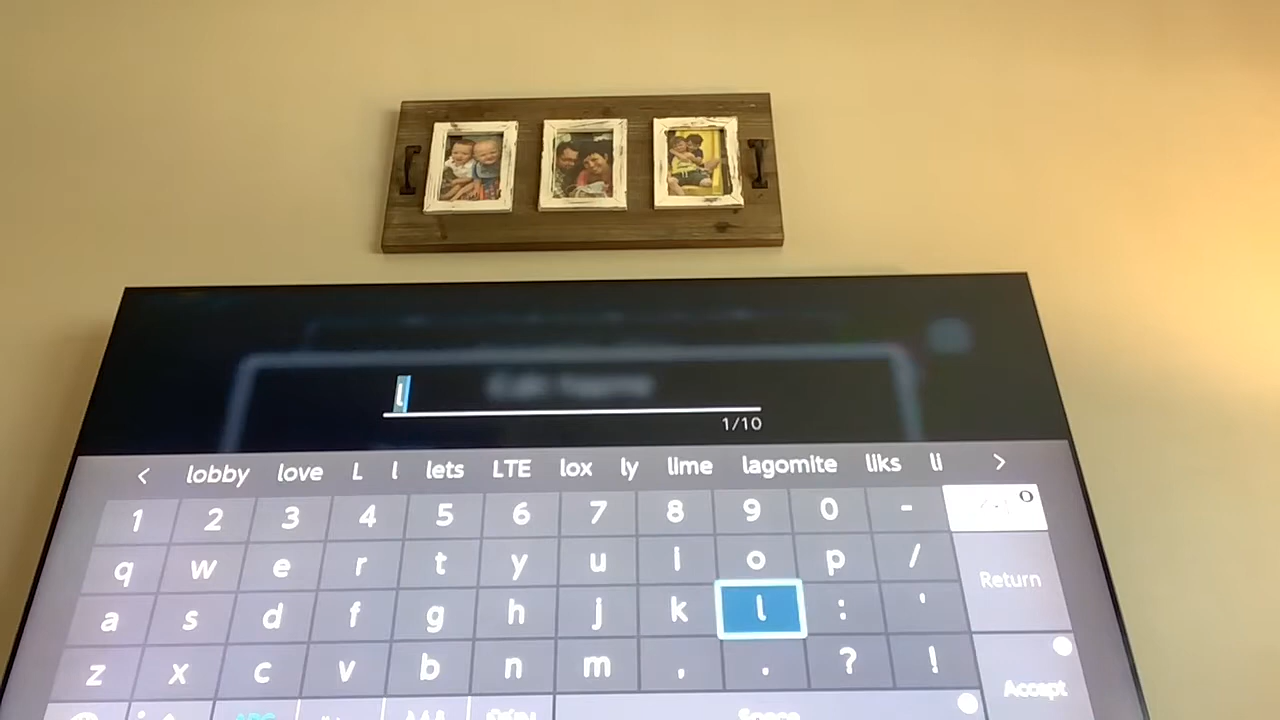 l
1/10
< lobby love L l lets LTE lox ly lime lagomite liks li >
1 2 3 4 5 6 7 8 9 0 -
q w e r t y u i o p /
Return
a s d f g h j k l : '
z x c v b n m , . ? !
Accept
ABC
Space